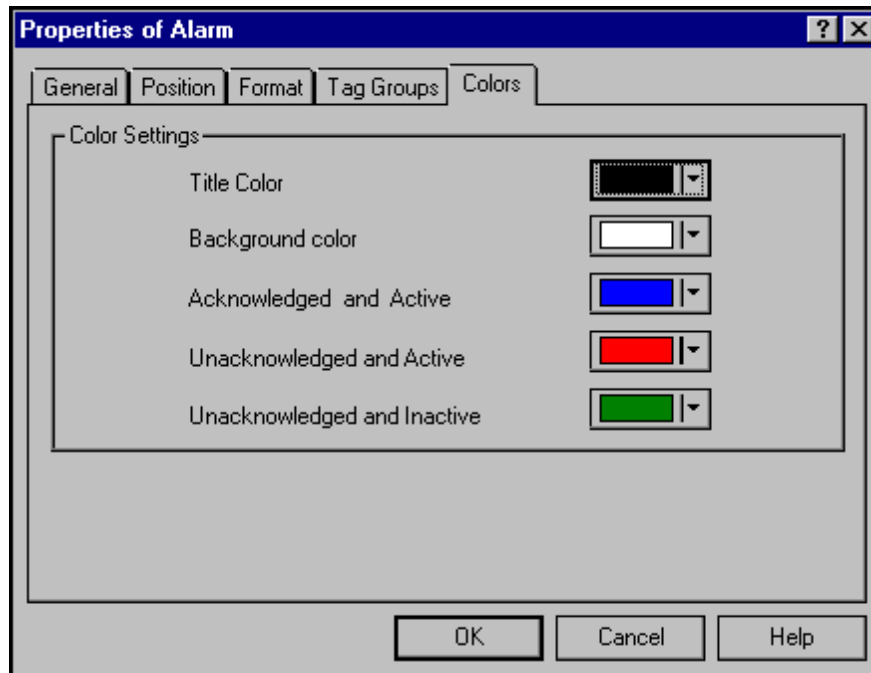 Properties of Alarm
General Position Format Tag Groups Colors
Color Settings
Title Color
Background color
Acknowledged and Active
Unacknowledged and Active
Unacknowledged and Inactive
OK Cancel Help